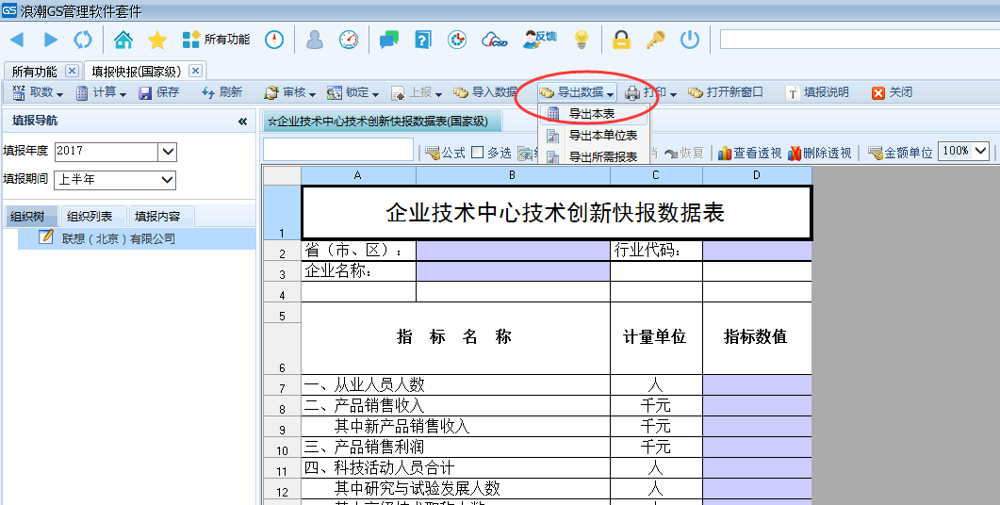 GS 浪潮GS管理软件套件
所有功能 ? iCSD 反馈
所有功能 填报快报(国家级)
XYZ 取数 计算 保存 刷新 审核 锁定 上报 导入数据 导出数据 打印 打开新窗口 T 填报说明 关闭
填报导航 «
☆企业技术中心技术创新快报数据表(国家级)
导出本表
导出本单位表
导出所需报表
填报年度 2017
填报期间 上半年
公式 多选 恢复 查看透视 删除透视 金额单位 100%
组织树 组织列表 填报内容
联想（北京）有限公司
A B C D
1 企业技术中心技术创新快报数据表
2 省（市、区）: 行业代码:
3 企业名称:
4
5
6 指 标 名 称 计量单位 指标数值
7 一、从业人员人数 人
8 二、产品销售收入 千元
9 其中新产品销售收入 千元
10 三、产品销售利润 千元
11 四、科技活动人员合计 人
12 其中研究与试验发展人数 人